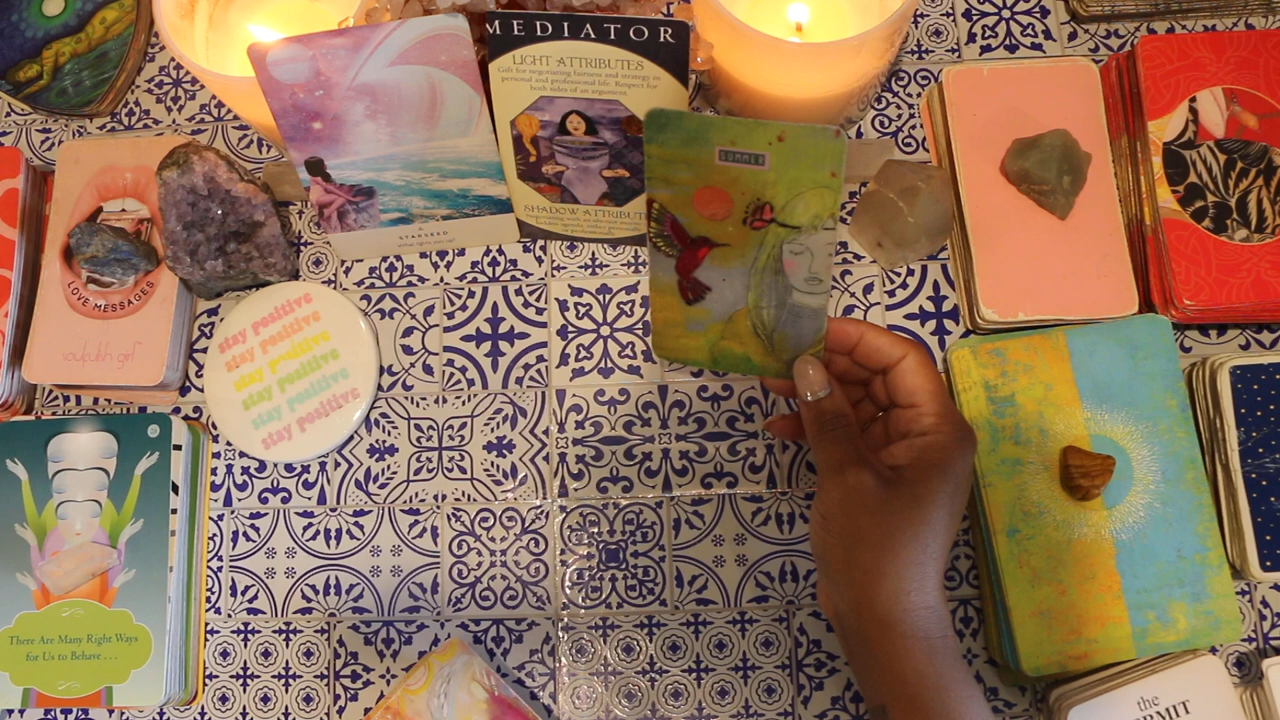 MEDIATOR
LIGHT ATTRIBUTES
Gift for negotiating fairness and strategy in
personal and professional life. Respect for
both sides of an argument.
SHADOW ATTRIBUT
SUMMER
STARSEED
LOVE MESSAGES
stay positive
stay positive
stay positive
stay positive
stay positive
stay positive
There Are Many Right Ways
for Us to Behave . . .
the